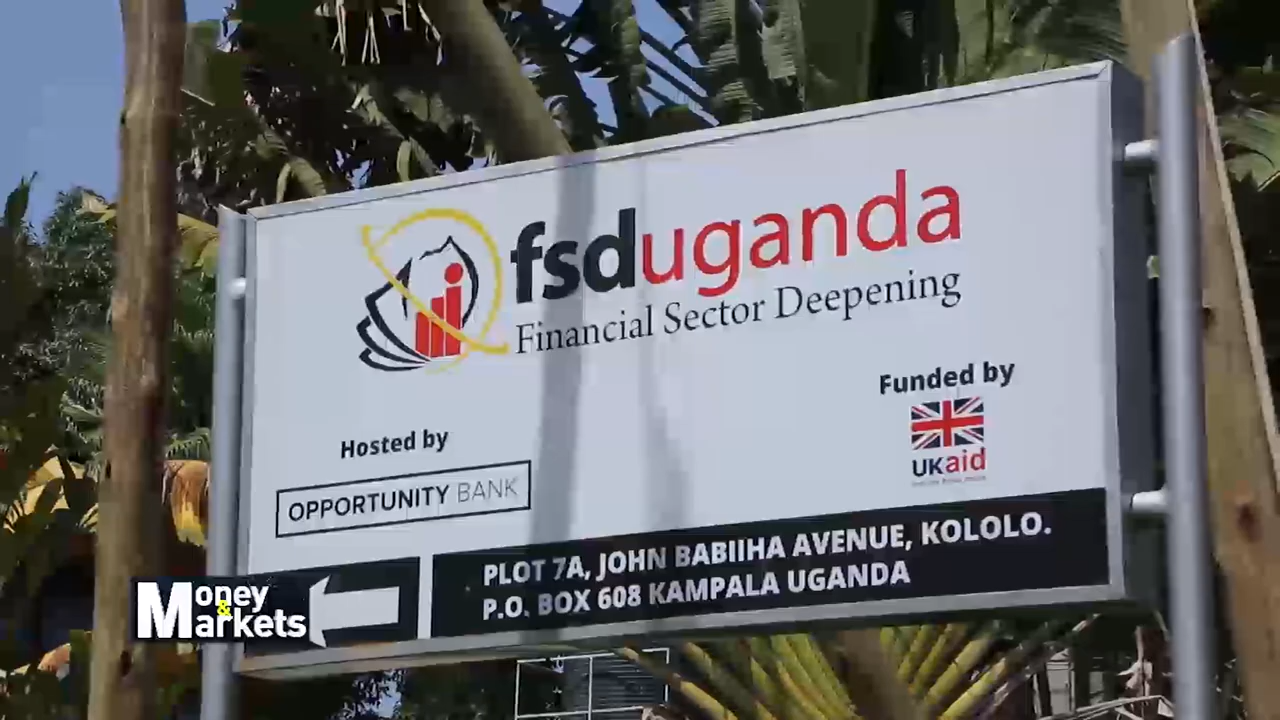 fsduganda
Financial Sector Deepening
Funded by
UKaid
Hosted by
OPPORTUNITY BANK
PLOT 7A, JOHN BABIIHA AVENUE, KOLOLO.
P.O. BOX 608 KAMPALA UGANDA
Money
&
Markets